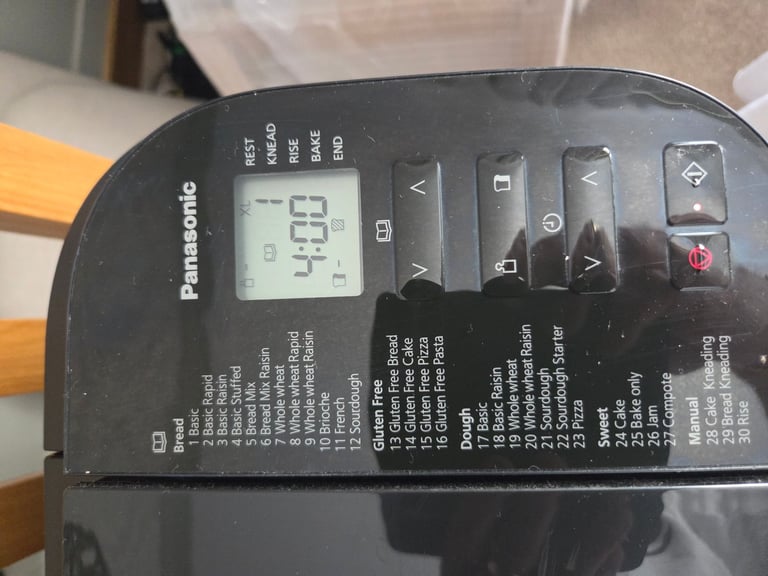 Panasonic
XL
1
4:00
REST
KNEAD
RISE
BAKE
END
Bread
1 Basic
2 Basic Rapid
3 Basic Raisin
4 Basic Stuffed
5 Bread Mix
6 Bread Mix Raisin
7 Whole wheat
8 Whole wheat Rapid
9 Whole wheat Raisin
10 Brioche
11 French
12 Sourdough
Gluten Free
13 Gluten Free Bread
14 Gluten Free Cake
15 Gluten Free Pizza
16 Gluten Free Pasta
Dough
17 Basic
18 Basic Raisin
19 Whole wheat
20 Whole wheat Raisin
21 Sourdough
22 Sourdough Starter
23 Pizza
Sweet
24 Cake
25 Bake only
26 Jam
27 Compote
Manual
28 Cake Kneading
29 Bread Kneading
30 Rise